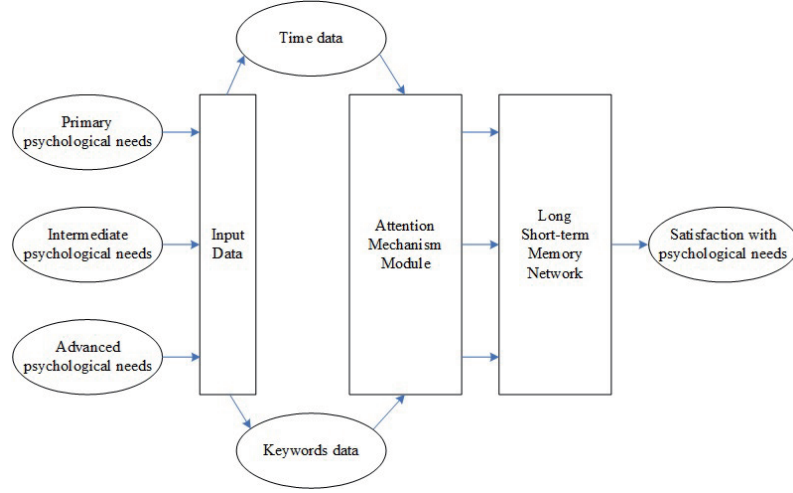 Time data
Primary
psychological needs
Intermediate
psychological needs
Advanced
psychological needs
Input
Data
Attention
Mechanism
Module
Long
Short-term
Memory
Network
Satisfaction with
psychological needs
Keywords data